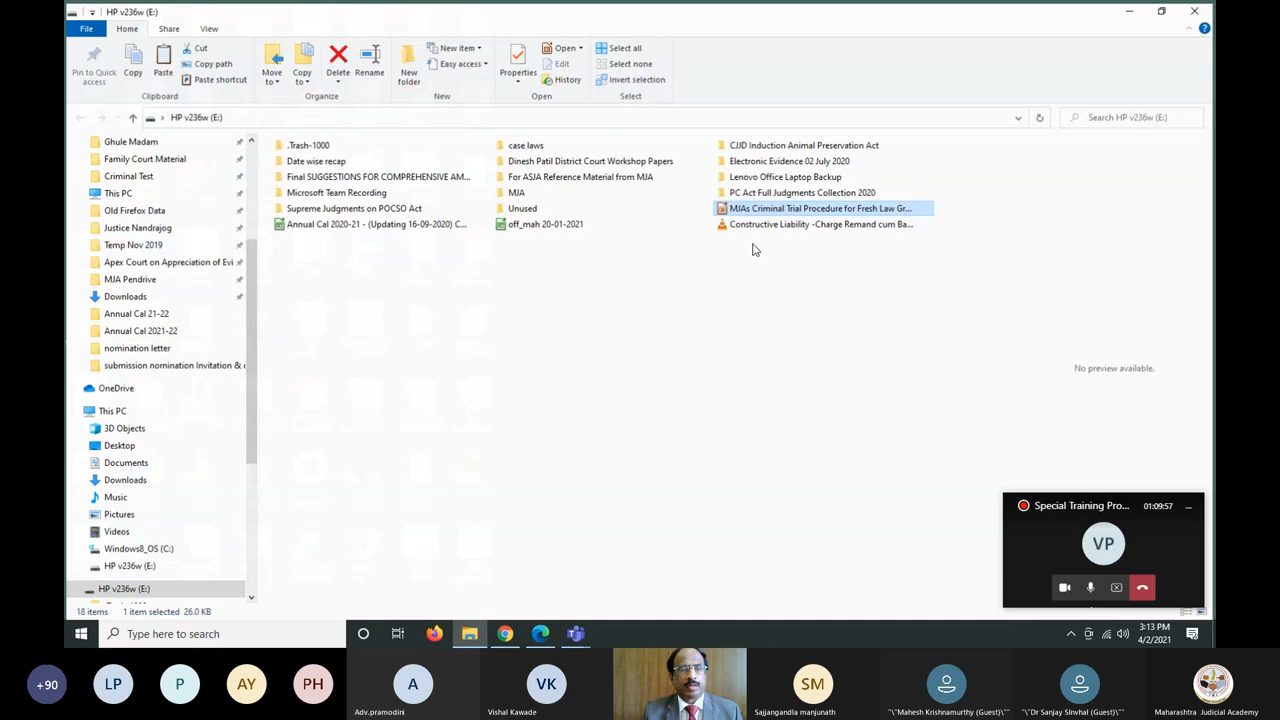 HP v236w (E:)
File
Home
Share
View
Pin to Quick access
Copy
Paste
Cut
Copy path
Paste shortcut
Clipboard
Move to
Copy to
Delete
Rename
Organize
New folder
New item
Easy access
New
Properties
Open
Edit
History
Open
Select all
Select none
Invert selection
Select
HP v236w (E:)
Search HP v236w (E:)
Ghule Madam
Family Court Material
Criminal Test
This PC
Old Firefox Data
Justice Nandrajog
Temp Nov 2019
Apex Court on Appreciation of Evi
MJA Pendrive
Downloads
Annual Cal 21-22
Annual Cal 2021-22
nomination letter
submission nomination Invitation &
OneDrive
This PC
3D Objects
Desktop
Documents
Downloads
Music
Pictures
Videos
Windows8_OS (C:)
HP v236w (E:)
HP v236w (E:)
.Trash-1000
Date wise recap
Final SUGGESTIONS FOR COMPREHENSIVE AM...
Microsoft Team Recording
Supreme Judgments on POCSO Act
Annual Cal 2020-21 - (Updating 16-09-2020) C...
case laws
Dinesh Patil District Court Workshop Papers
For ASJA Reference Material from MJA
MJA
Unused
off_mah 20-01-2021
CJJD Induction Animal Preservation Act
Electronic Evidence 02 July 2020
Lenovo Office Laptop Backup
PC Act Full Judgments Collection 2020
MJAs Criminal Trial Procedure for Fresh Law Gr...
Constructive Liability -Charge Remand cum Ba...
No preview available.
Special Training Pro...
01:09:57
VP
18 items
1 item selected 26.0 KB
Type here to search
3:13 PM
4/2/2021
+90
LP
P
AY
PH
A
Adv.pramodini
VK
Vishal Kawade
SM
Sajjangandla manjunath
\"\"Mahesh Krishnamurthy (Guest)\"\"
\"\"Dr Sanjay SInvhal (Guest)\"\"
Maharashtra Judicial Academy